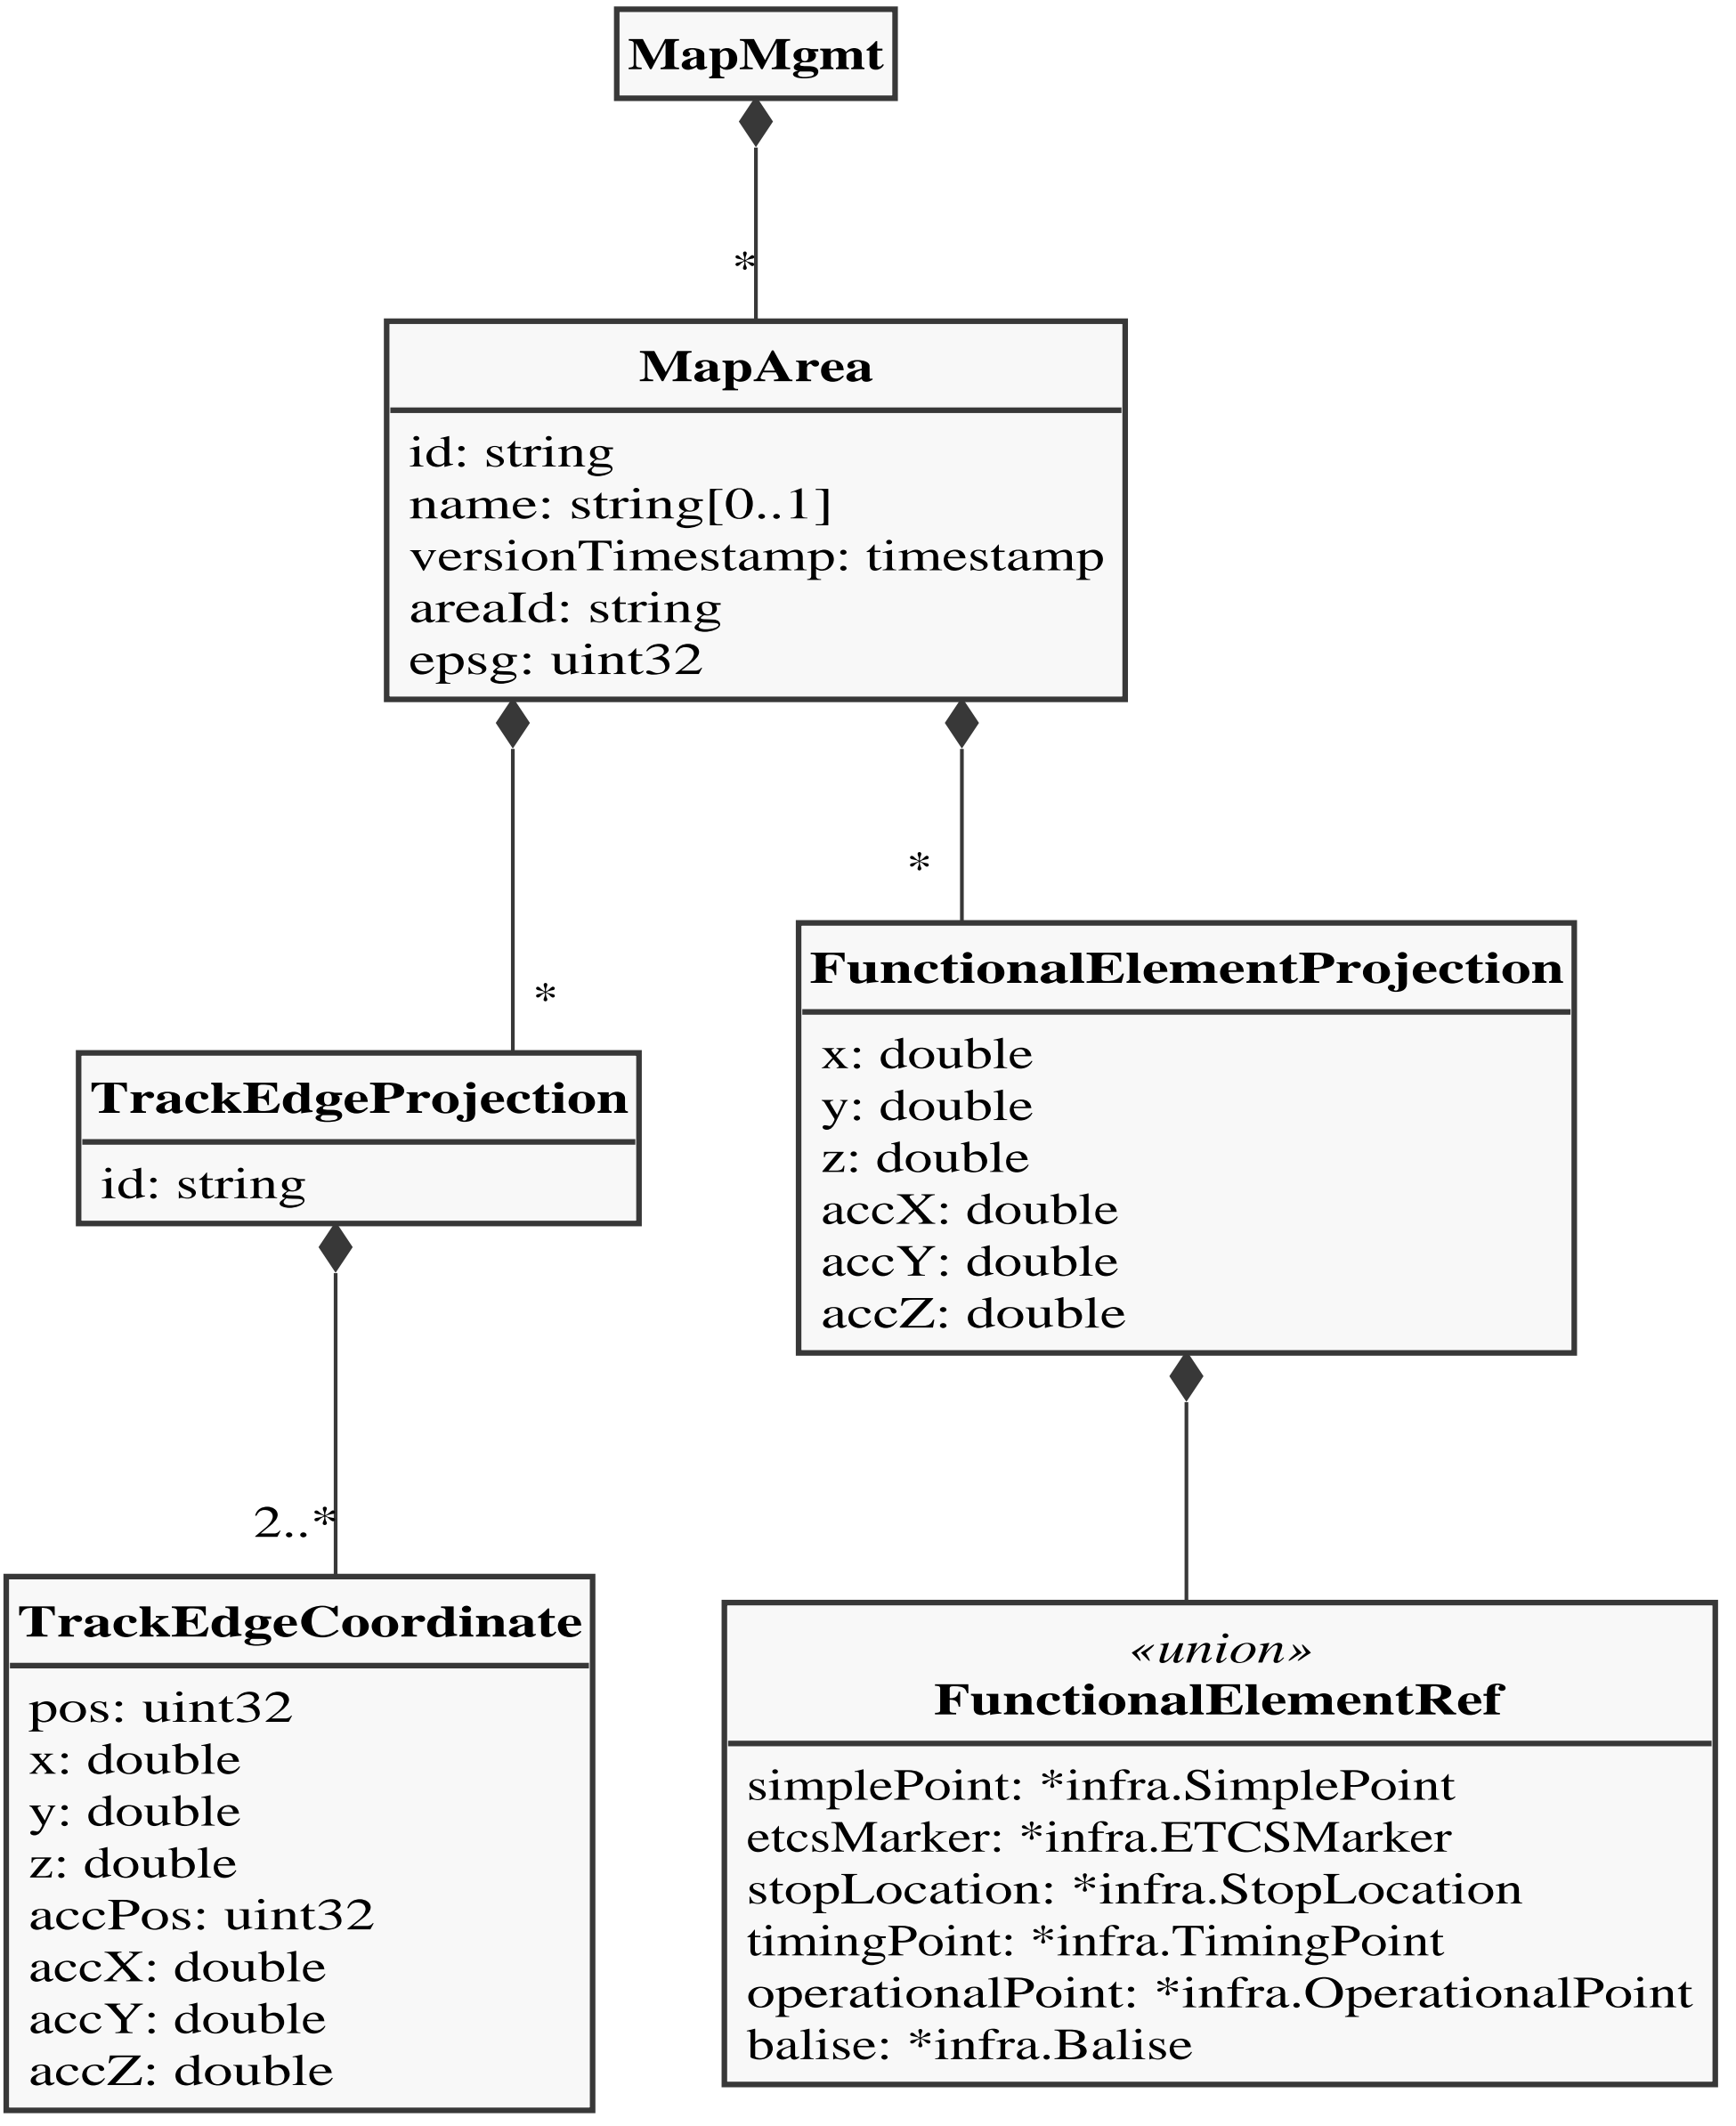 MapMgmt
*
MapArea
id: string
name: string[0..1]
versionTimestamp: timestamp
areaId: string
epsg: uint32
*
*
FunctionalElementProjection
x: double
y: double
z: double
accX: double
accY: double
accZ: double
TrackEdgeProjection
id: string
2..*
TrackEdgeCoordinate
pos: uint32
x: double
y: double
z: double
accPos: uint32
accX: double
accY: double
accZ: double
«union»
FunctionalElementRef
simplePoint: *infra.SimplePoint
etcsMarker: *infra.ETCSMarker
stopLocation: *infra.StopLocation
timingPoint: *infra.TimingPoint
operationalPoint: *infra.OperationalPoint
balise: *infra.Balise